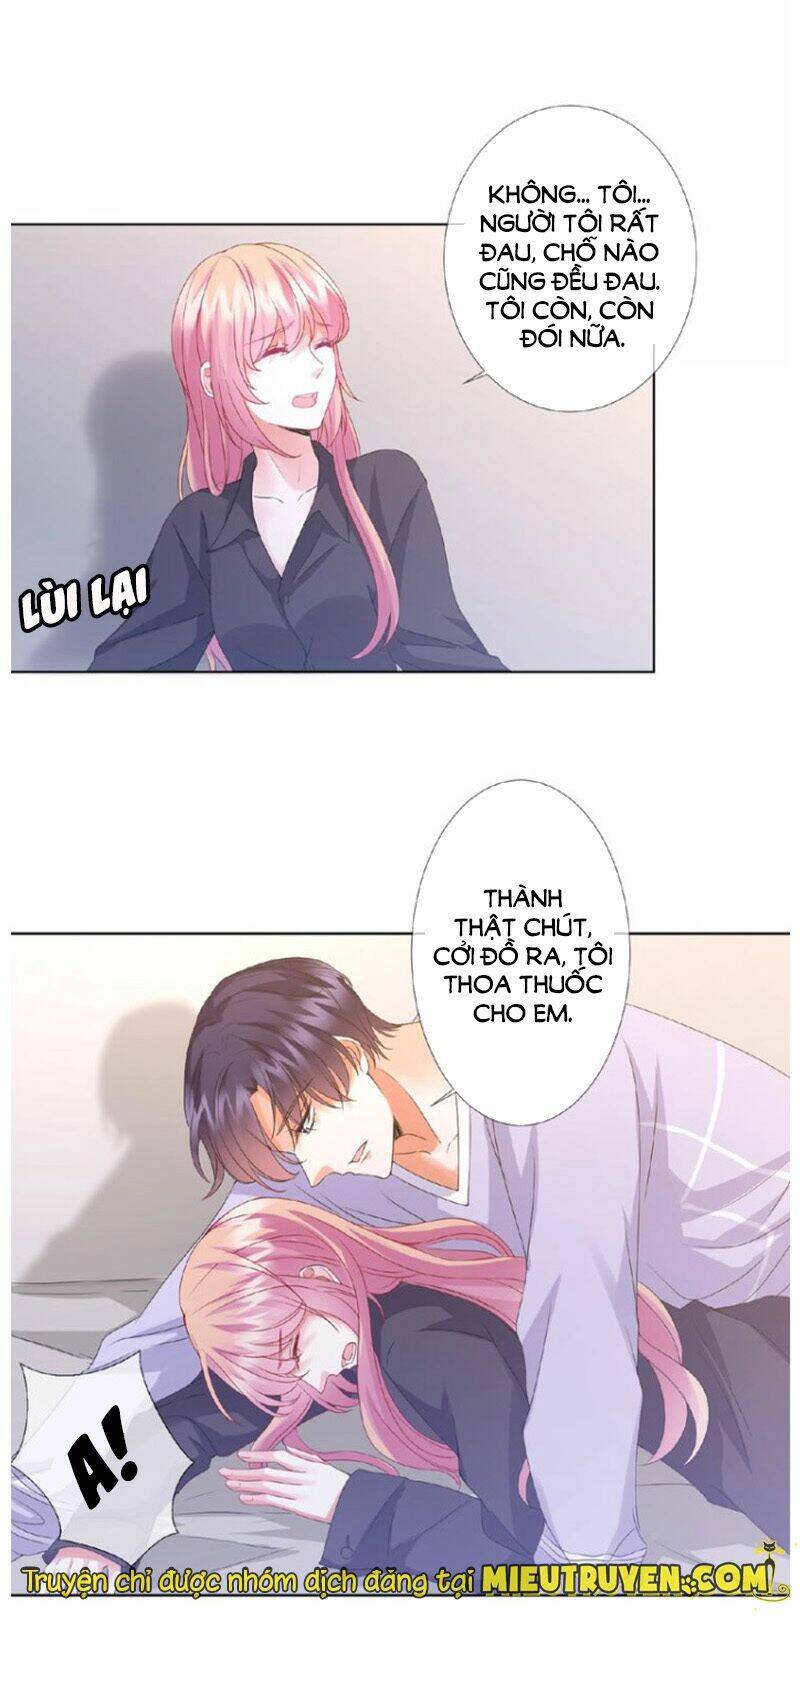 KHÔNG... TÔI...
NGƯỜI TÔI RẤT
ĐAU, CHỖ NÀO
CŨNG ĐỀU ĐAU.
TÔI CÒN, CÒN
ĐÓI NỮA.
LÙI LẠI
THÀNH
THẬT CHÚT,
CỞI ĐỒ RA, TÔI
THOA THUỐC
CHO EM.
A!
Truyện chỉ được nhóm dịch đăng tại MIEUTRUYEN.COM